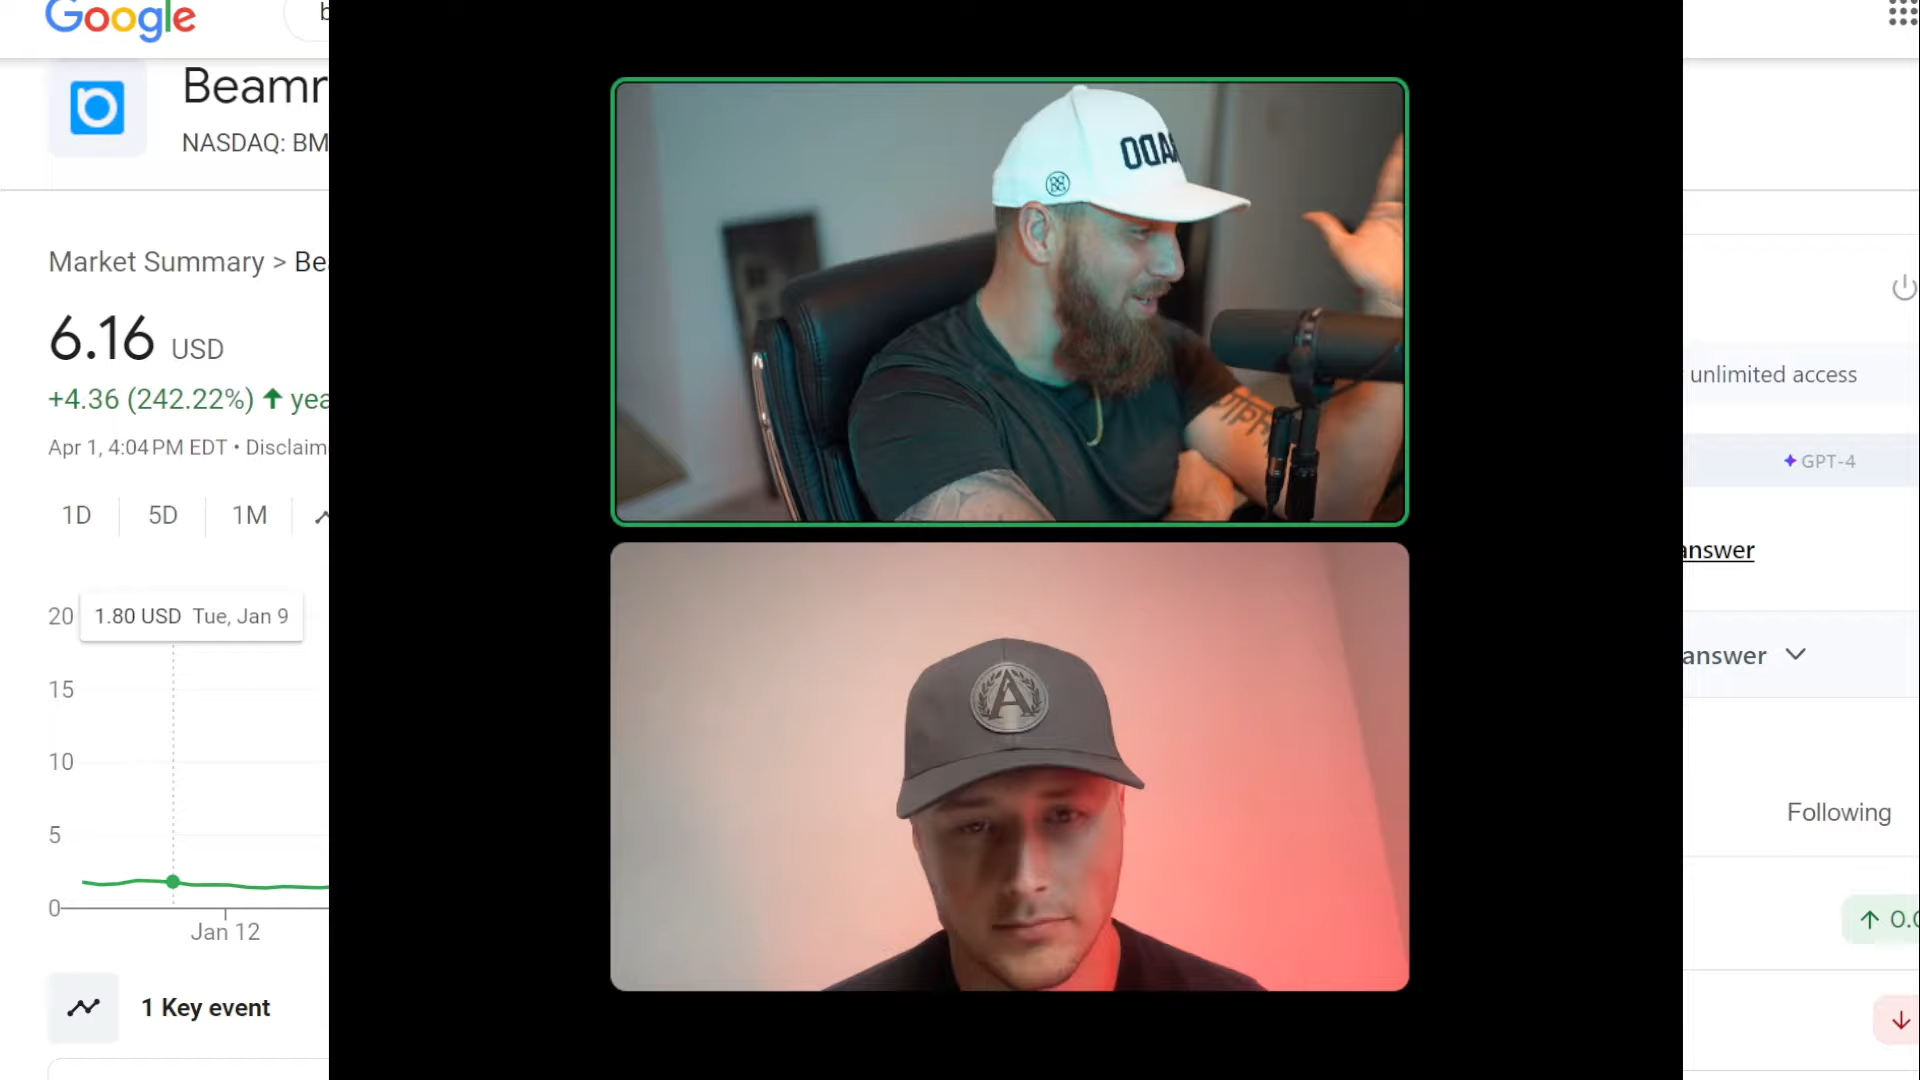 Google
b
Beamr
NASDAQ: BM
Market Summary > Be
6.16 USD
+4.36 (242.22%) yea
Apr 1, 4:04 PM EDT • Disclaim
1D 5D 1M
20
1.80 USD Tue, Jan 9
15
10
5
0
Jan 12
1 Key event
A
unlimited access
GPT-4
answer
answer
Following
0.0